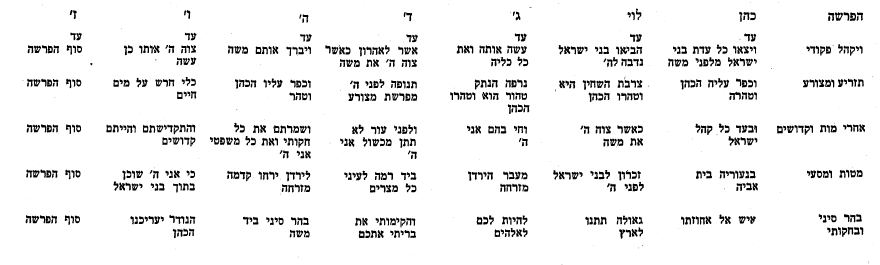 הפרשה כהן לוי ג' ד' ה' ו' ז'
עד עד עד עד עד עד עד
ויקהל פקודי ויצאו כל עדת בני הביאו בני ישראל עשה אותה ואת אשר לאהרון כאשר ויברך אותם משה צוה ה' אותו כן סוף הפרשה
ישראל מלפני משה נדבה לה' כל כליה צוה ה' את משה עשה
תזריע ומצורע וכפר עליה הכהן צרבת השחין היא נרפה הנתק תנופה לפני ה' וכפר עליו הכהן כלי חרש על מים סוף הפרשה
וטהרה וטהרו הכהן טהור הוא וטהרו מפרשת מצורע וטהר חיים
הכהן
אחרי מות וקדושים ובעד כל קהל כאשר צוה ה' וחי בהם אני ולפני עור לא ושמרתם את כל והתקדישתם והייתם סוף הפרשה
ישראל את משה ה' תתן מכשול אני חקותי ואת כל משפטי קדושים
ה' אני ה'
מטות ומסעי בנעוריה בית זכרון לבני ישראל מעבר הירדן ביד רמה לעיני לירדן ירחו קדמה כי אני ה' שוכן סוף הפרשה
אביה לפני ה' מזרחה כל מצרים מזרחה בתוך בני ישראל
בהר סיני איש אל אחוזתו גאולה תתנו להיות לכם והקימותי את בהר סיני ביד הנודר יעריכנו סוף הפרשה
ובחקותי לארץ לאלהים בריתי אתכם משה הכהן